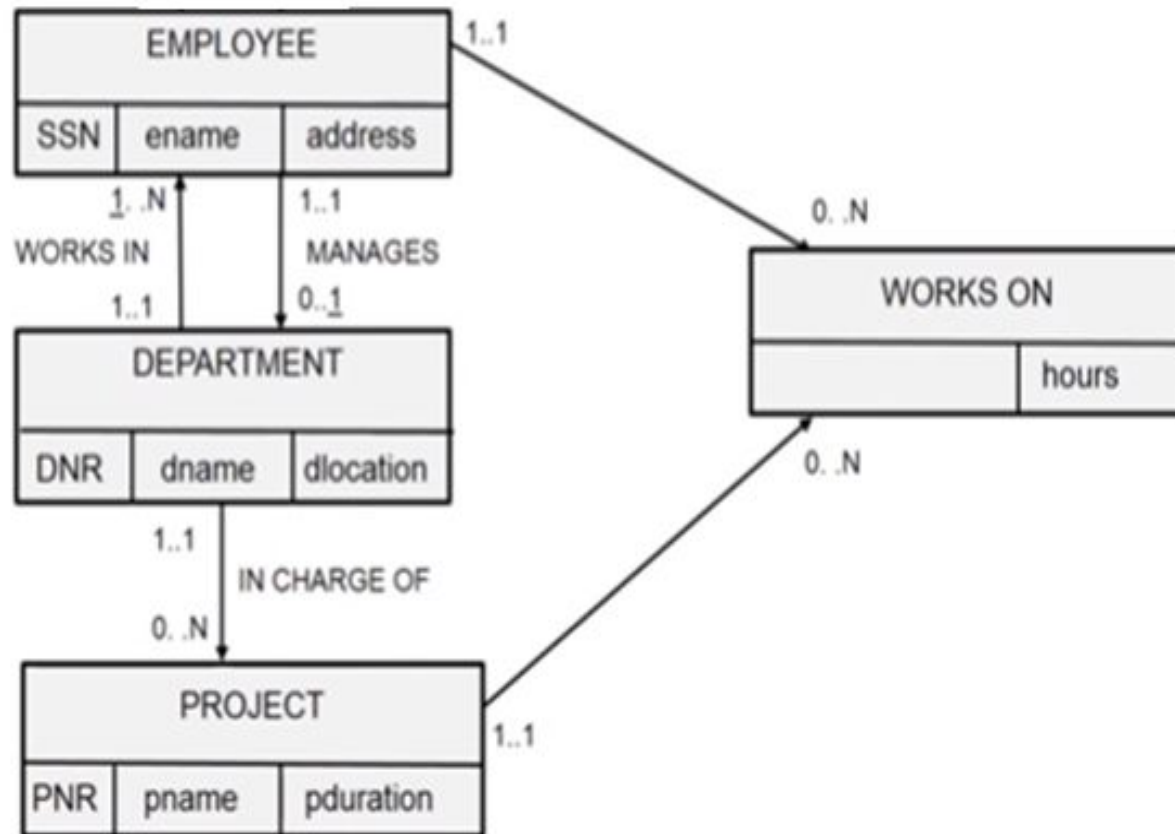 EMPLOYEE
SSN ename address
1..1
1. .N
1..1
WORKS IN
MANAGES
1..1
0..1
0. .N
WORKS ON
hours
0. .N
DEPARTMENT
DNR dname dlocation
1..1
IN CHARGE OF
0. .N
PROJECT
1..1
PNR pname pduration